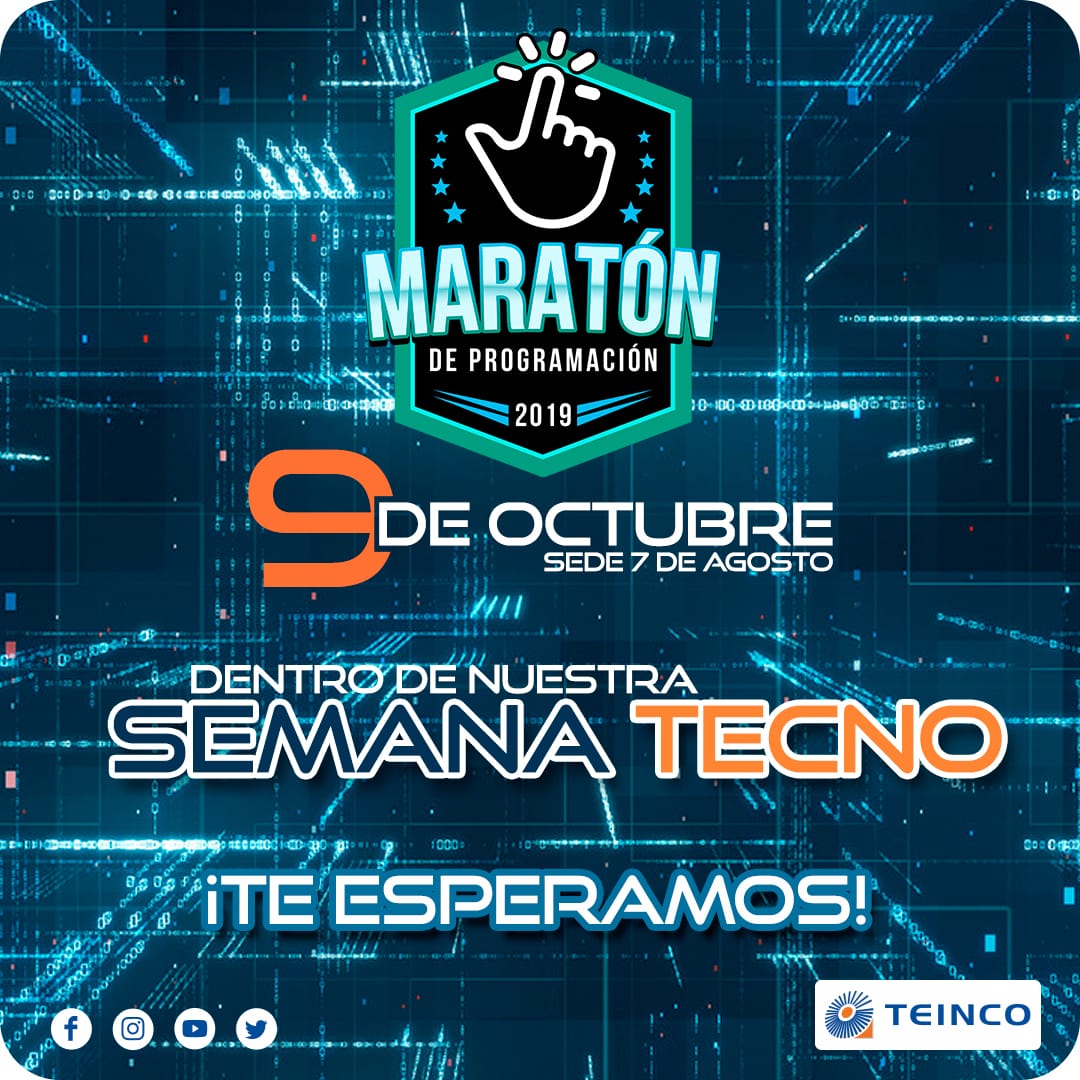 MARATÓN
DE PROGRAMACIÓN
2019
9 DE OCTUBRE
SEDE 7 DE AGOSTO
DENTRO DE NUESTRA
SEMANA TECNO
¡TE ESPERAMOS!
TEINCO